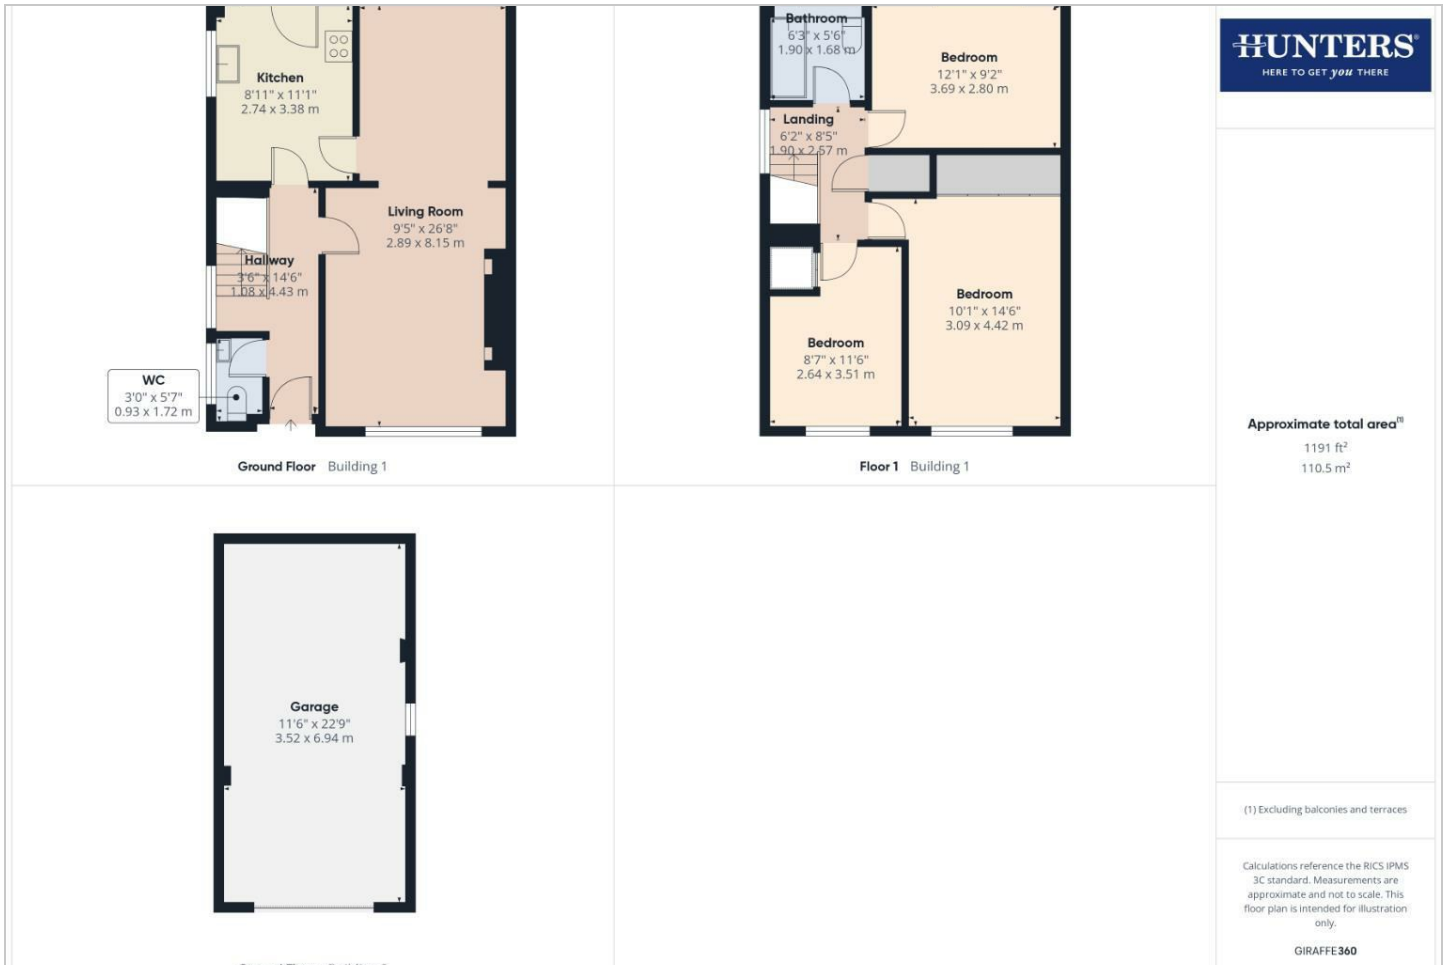 Kitchen
8'11" x 11'1"
2.74 x 3.38 m
Living Room
9'5" x 26'8"
2.89 x 8.15 m
Hallway
3'6" x 14'6"
1.08 x 4.43 m
WC
3'0" x 5'7"
0.93 x 1.72 m
Ground Floor Building 1
Bathroom
6'3" x 5'6"
1.90 x 1.68 m
Bedroom
12'1" x 9'2"
3.69 x 2.80 m
Landing
6'2" x 8'5"
1.90 x 2.57 m
Bedroom
10'1" x 14'6"
3.09 x 4.42 m
Bedroom
8'7" x 11'6"
2.64 x 3.51 m
Floor 1 Building 1
Garage
11'6" x 22'9"
3.52 x 6.94 m
HUNTERS®
HERE TO GET you THERE
Approximate total area(1)
1191 ft²
110.5 m²
(1) Excluding balconies and terraces
Calculations reference the RICS IPMS
3C standard. Measurements are
approximate and not to scale. This
floor plan is intended for illustration
only.
GIRAFFE360